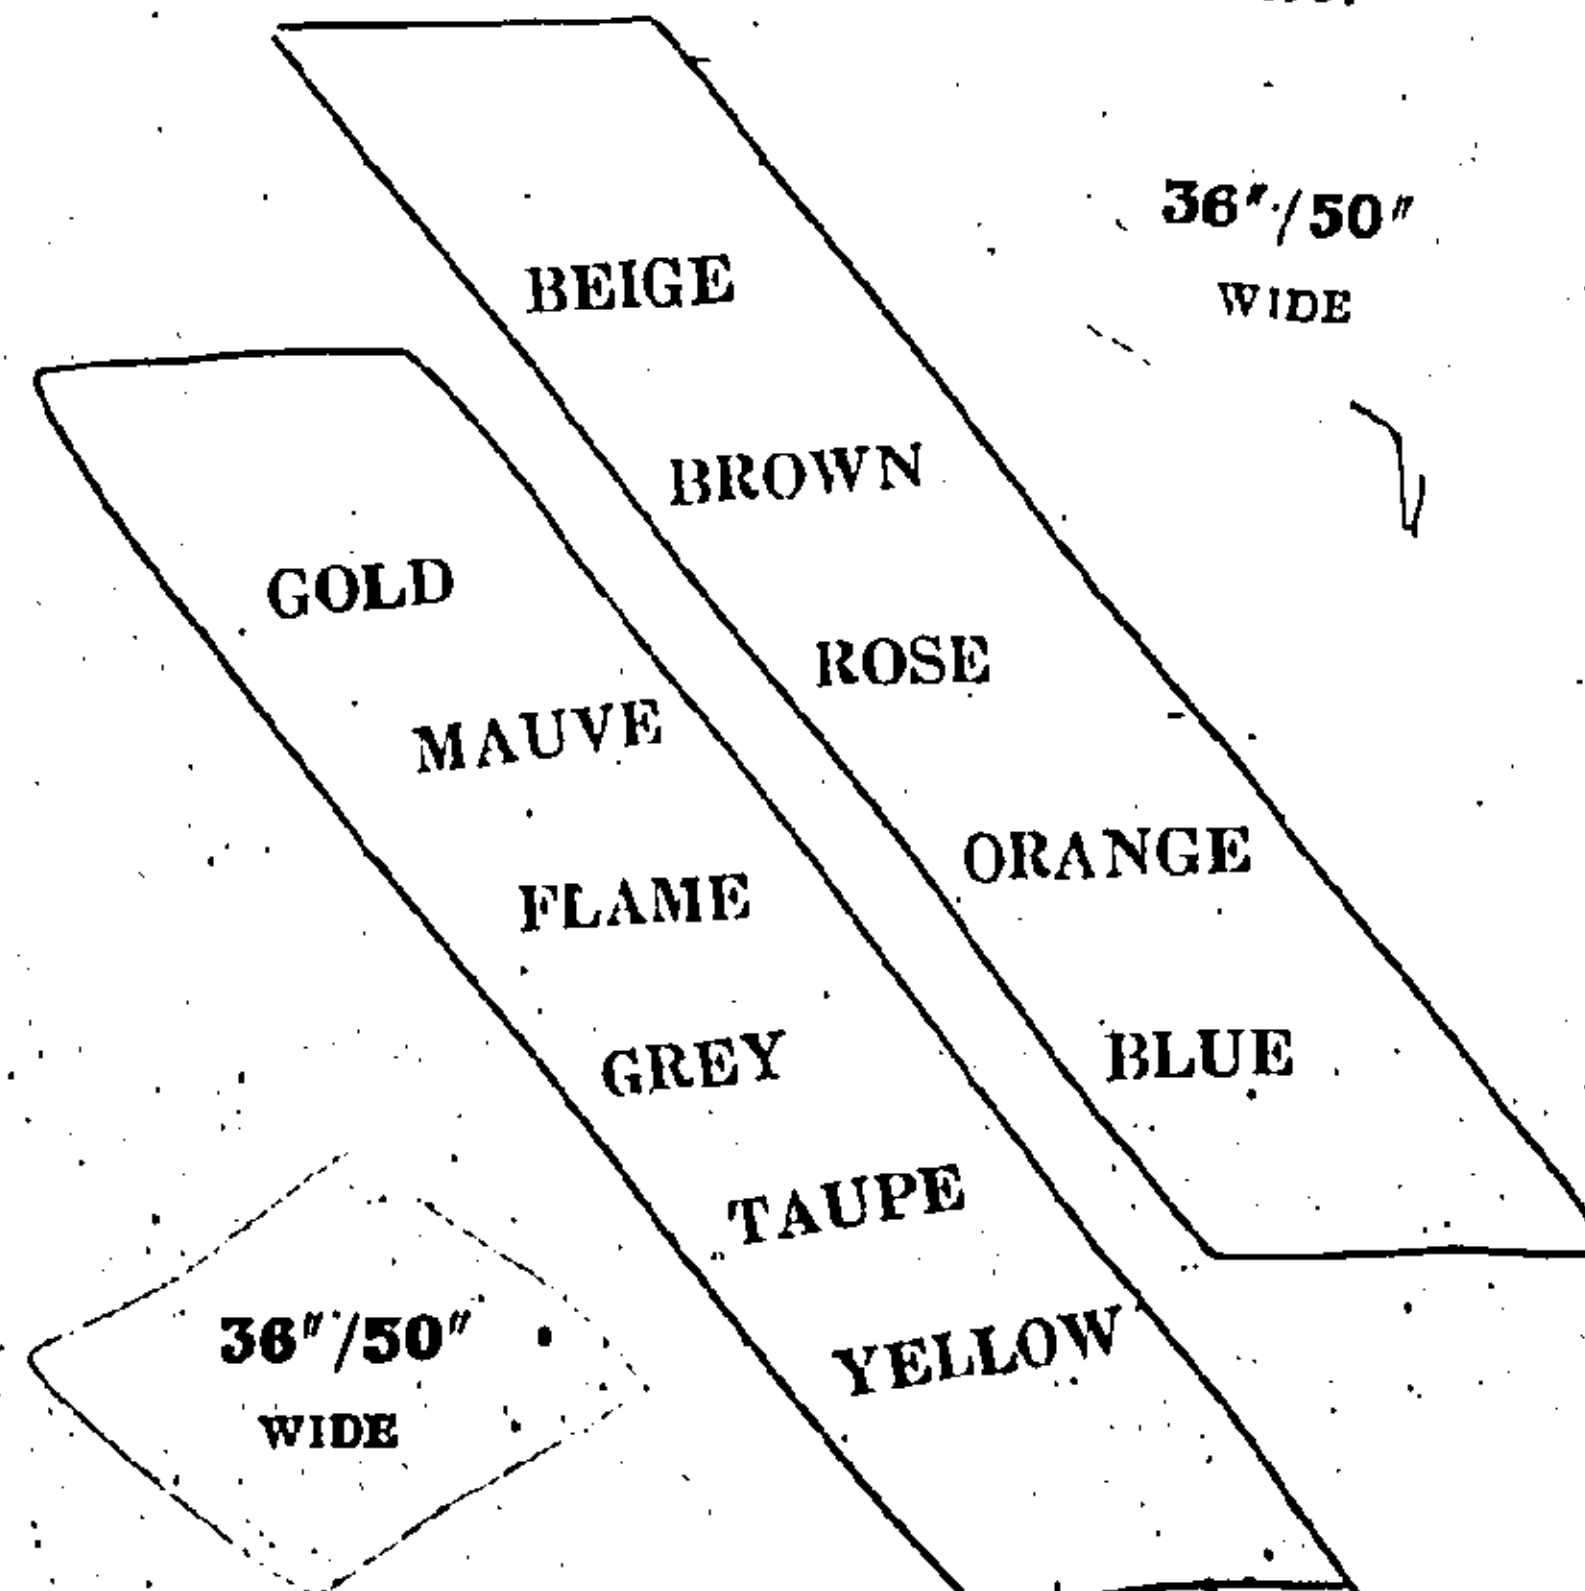 36"/50"
WIDE
BEIGE
BROWN
ROSE
ORANGE
BLUE
GOLD
MAUVE
FLAME
GREY
TAUPE
YELLOW
36"/50"
WIDE